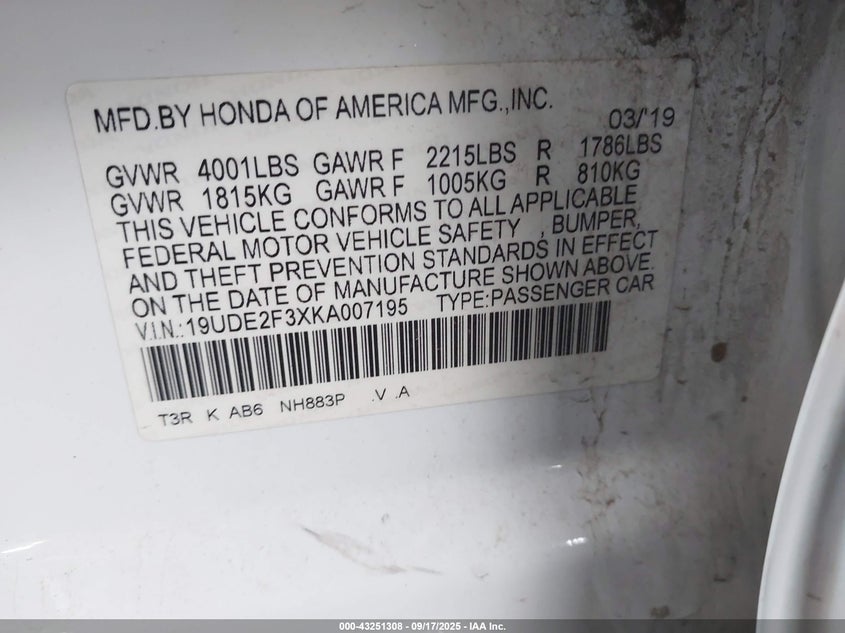 MFD.BY HONDA OF AMERICA MFG.,INC. 03/'19
GVWR 4001LBS GAWR F 2215LBS R 1786LBS
GVWR 1815KG GAWR F 1005KG R 810KG
THIS VEHICLE CONFORMS TO ALL APPLICABLE
FEDERAL MOTOR VEHICLE SAFETY , BUMPER,
AND THEFT PREVENTION STANDARDS IN EFFECT
ON THE DATE OF MANUFACTURE SHOWN ABOVE
V.I.N.:19UDE2F3XKA007195 TYPE:PASSENGER CAR
T3R K AB6 NH883P .V .A
000-43251308 - 09/17/2025 - IAA Inc.